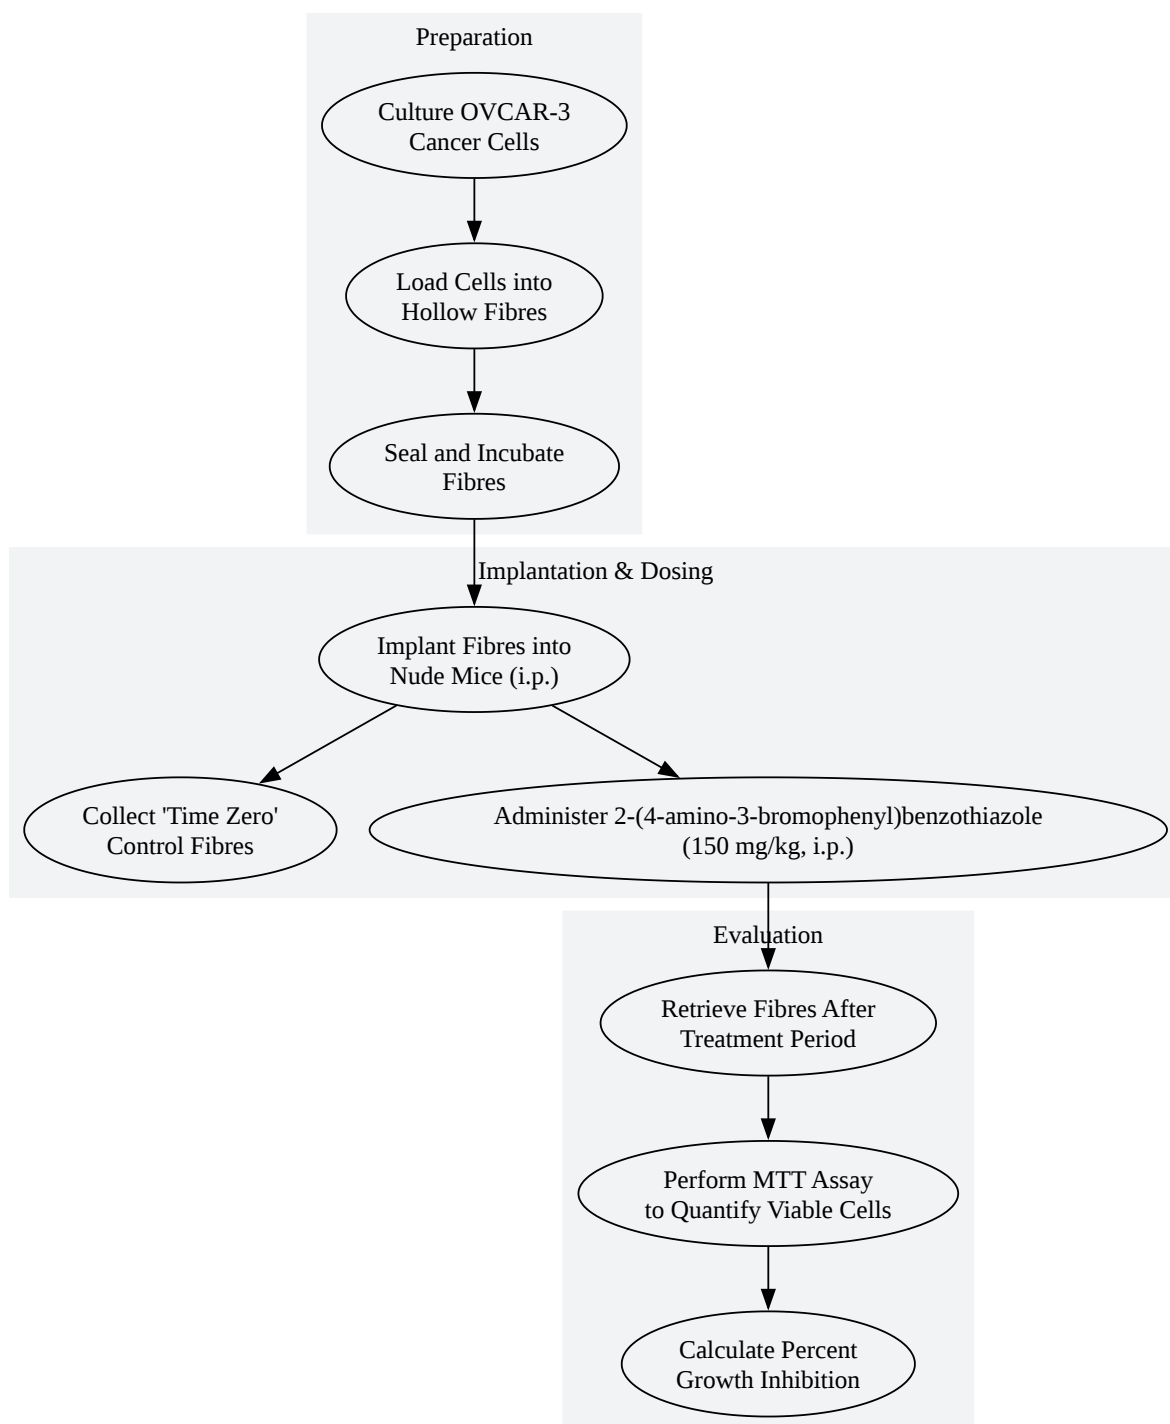 Preparation
Culture OVCAR-3
Cancer Cells
Load Cells into
Hollow Fibres
Seal and Incubate
Fibres
Implantation & Dosing
Implant Fibres into
Nude Mice (i.p.)
Collect 'Time Zero'
Control Fibres
Administer 2-(4-amino-3-bromophenyl)benzothiazole
(150 mg/kg, i.p.)
Evaluation
Retrieve Fibres After
Treatment Period
Perform MTT Assay
to Quantify Viable Cells
Calculate Percent
Growth Inhibition